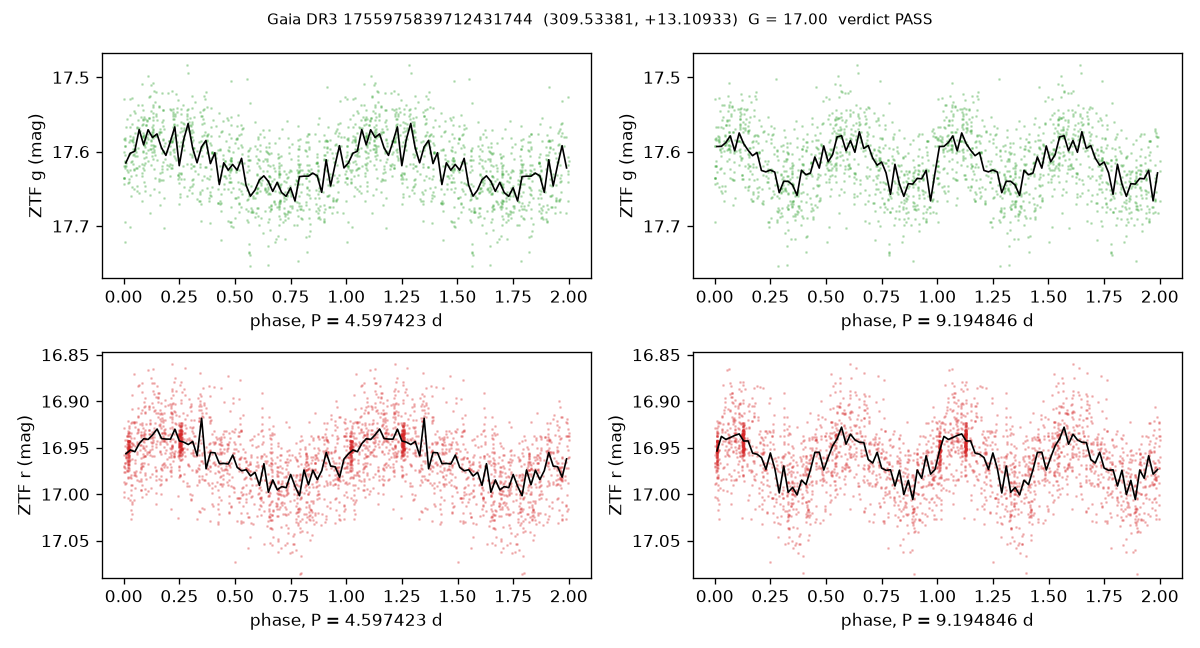 Gaia DR3 1755975839712431744 (309.53381, +13.10933) G = 17.00 verdict PASS
17.5
17.6
17.7
ZTF g (mag)
0.00 0.25 0.50 0.75 1.00 1.25 1.50 1.75 2.00
phase, P = 4.597423 d
17.5
17.6
17.7
ZTF g (mag)
0.00 0.25 0.50 0.75 1.00 1.25 1.50 1.75 2.00
phase, P = 9.194846 d
16.85
16.90
16.95
17.00
17.05
ZTF r (mag)
0.00 0.25 0.50 0.75 1.00 1.25 1.50 1.75 2.00
phase, P = 4.597423 d
16.85
16.90
16.95
17.00
17.05
ZTF r (mag)
0.00 0.25 0.50 0.75 1.00 1.25 1.50 1.75 2.00
phase, P = 9.194846 d